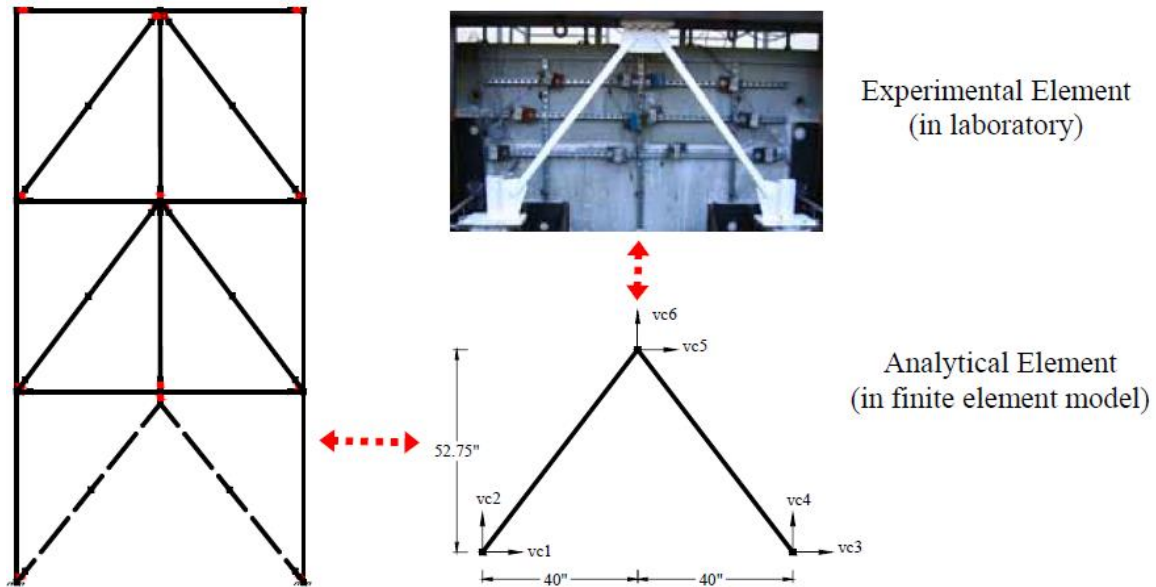 Experimental Element
(in laboratory)
vc6
vc5
Analytical Element
(in finite element model)
52.75"
vc2
vc4
vc1
vc3
40"
40"